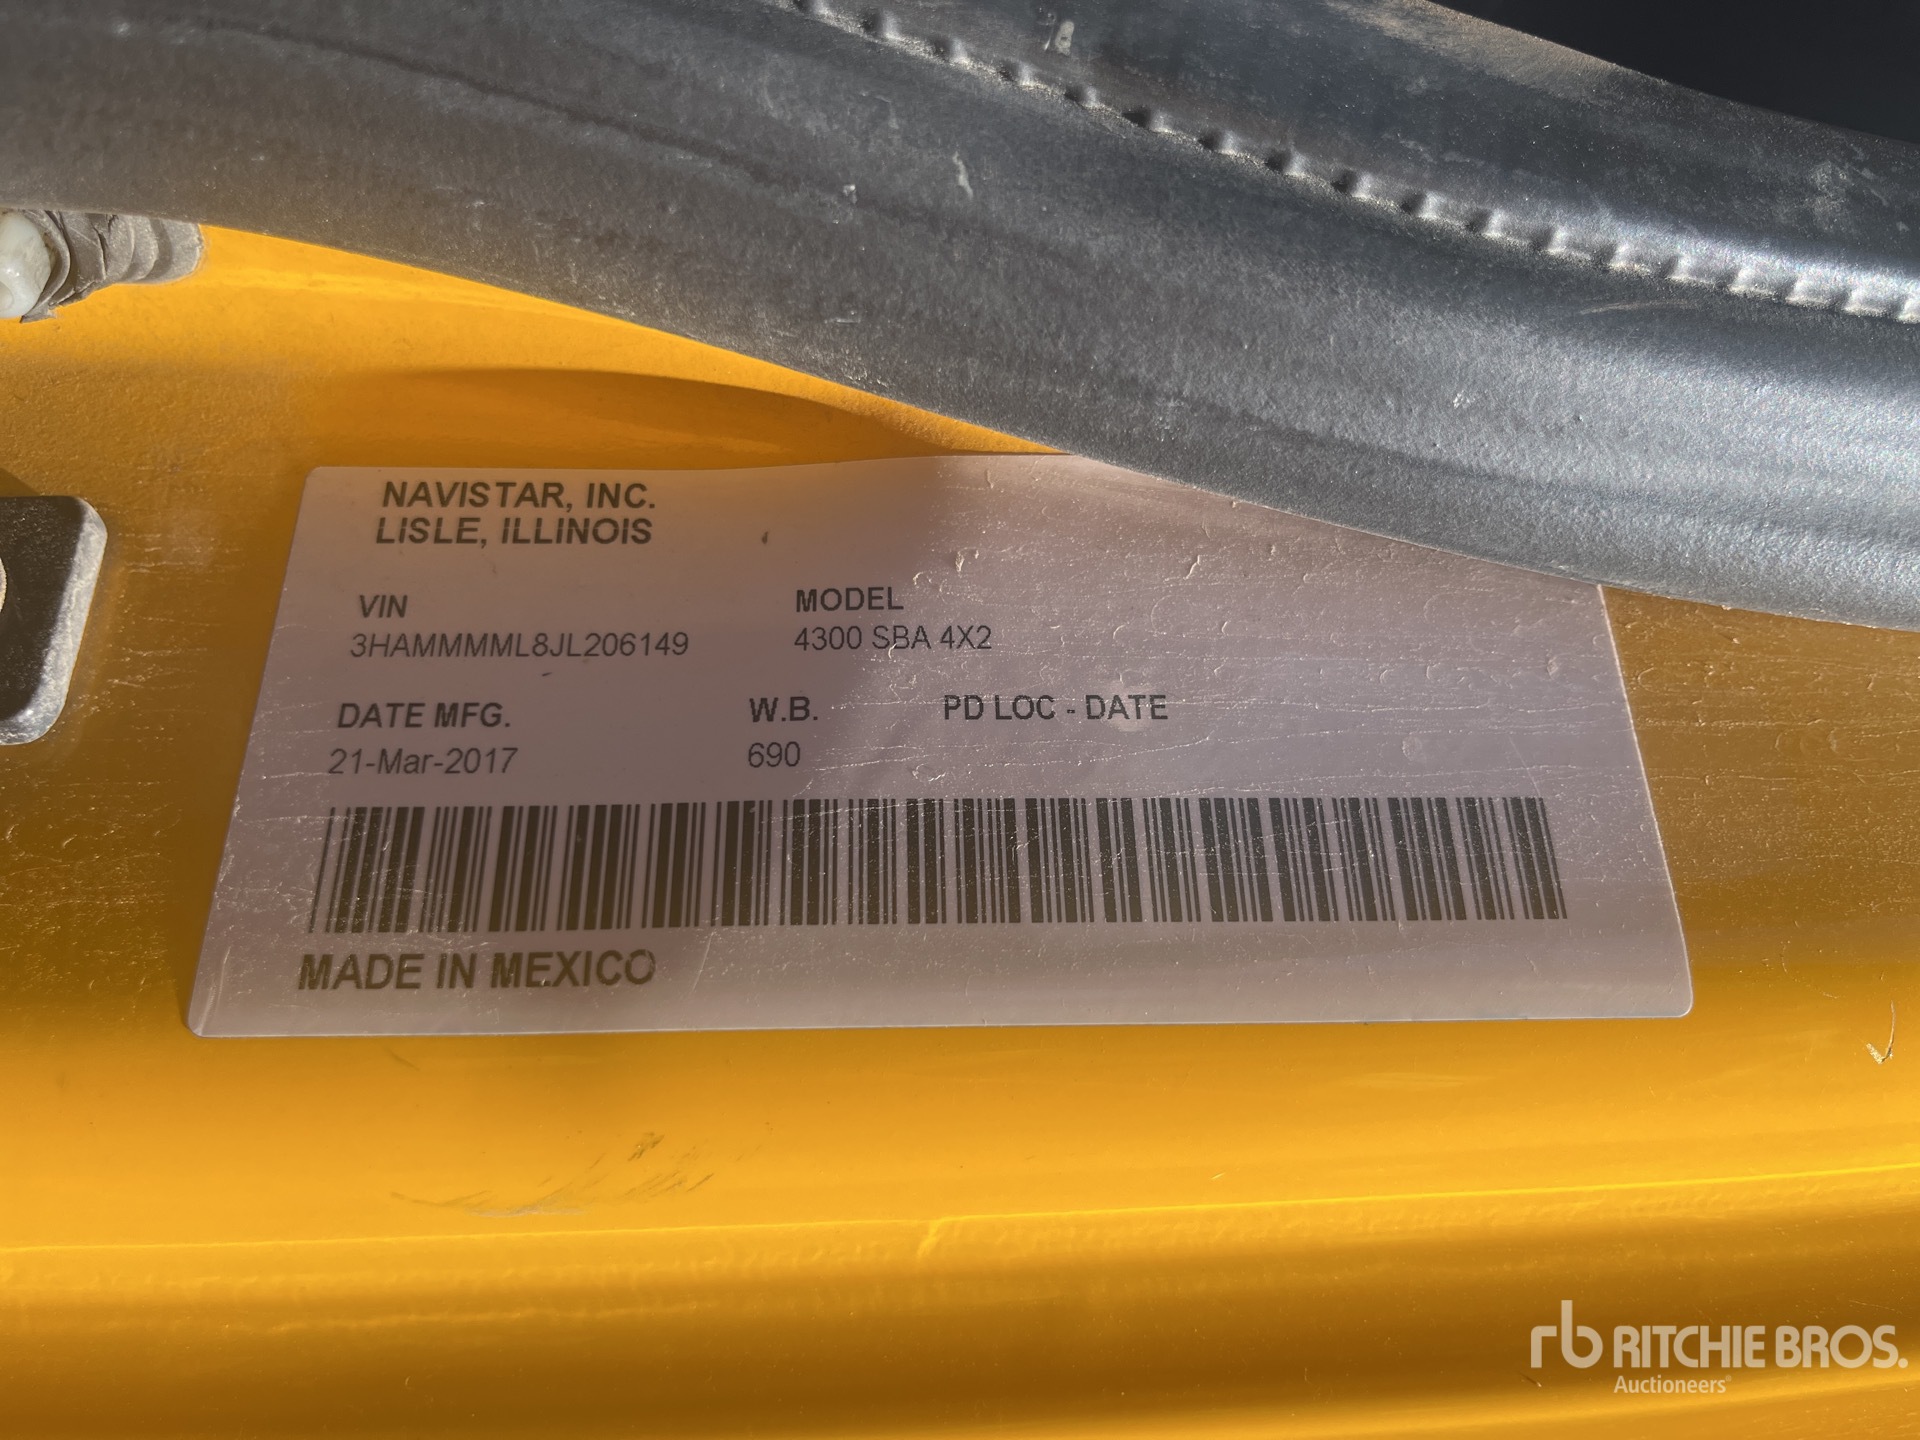 NAVISTAR, INC.
LISLE, ILLINOIS
VIN MODEL
3HAMMMML8JL206149 4300 SBA 4X2
DATE MFG. W.B. PD LOC - DATE
21-Mar-2017 690
MADE IN MEXICO
rb RITCHIE BROS.
Auctioneers